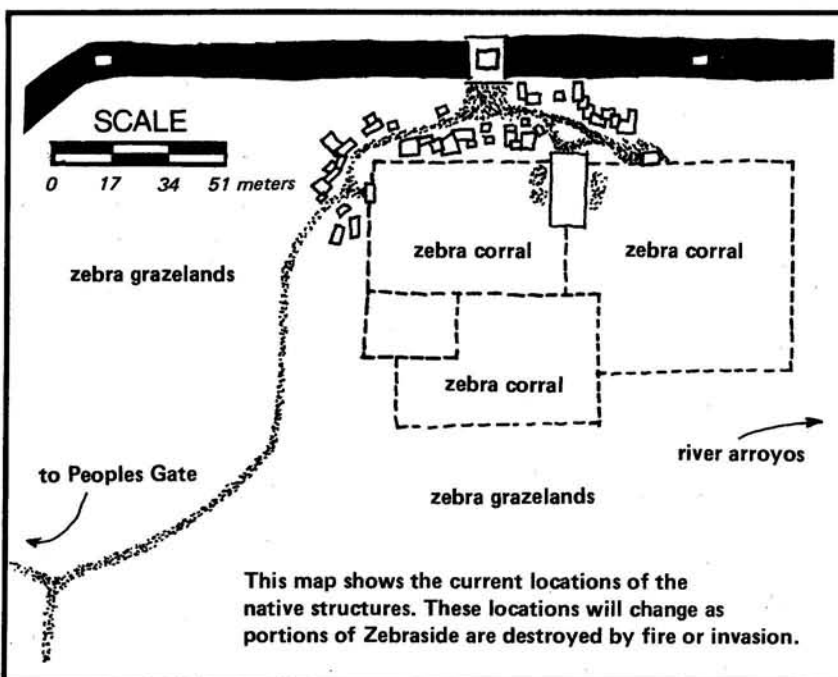 SCALE
0 17 34 51 meters
zebra grazelands
zebra corral
zebra corral
zebra corral
to Peoples Gate
river arroyos
zebra grazelands
This map shows the current locations of the
native structures. These locations will change as
portions of Zebraside are destroyed by fire or invasion.